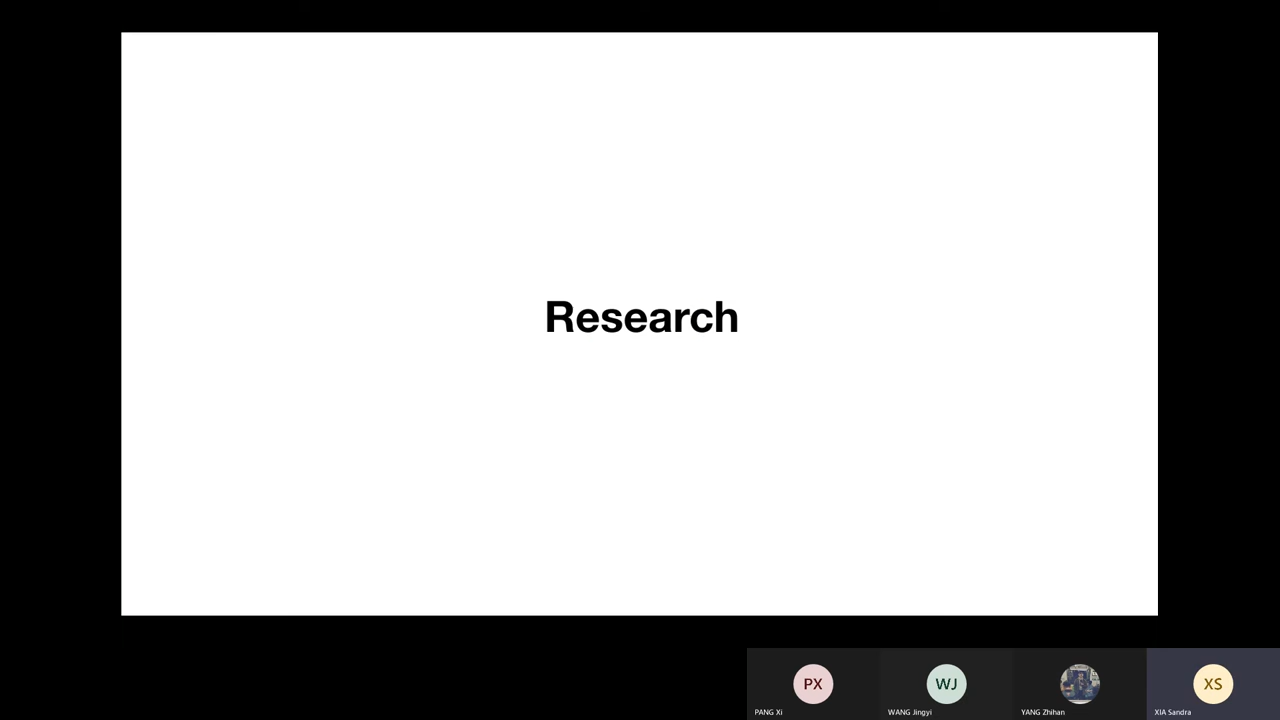 Research
PX
WJ
XS
PANG Xi
WANG Jingyi
YANG Zhihan
XIA Sandra